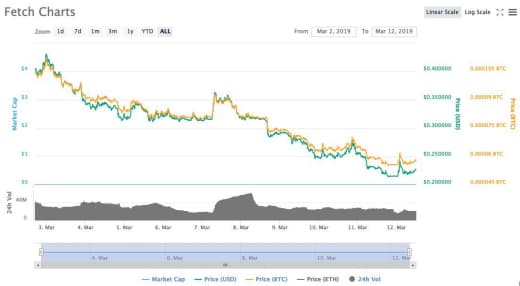 Fetch Charts
Linear Scale Log Scale
Zoom 1d 7d 1m 3m 1y YTD ALL
From Mar 2, 2019 To Mar 12, 2019
$4 $0.400000 0.000105 BTC
$3 $0.350000 0.00009 BTC
$2 $0.300000 0.000075 BTC
$1 $0.250000 0.00006 BTC
$0 $0.200000 0.000045 BTC
Market Cap
Price (USD)
Price (BTC)
24h Vol
40M
0
3. Mar 4. Mar 5. Mar 6. Mar 7. Mar 8. Mar 9. Mar 10. Mar 11. Mar 12. Mar
4. Mar 6. Mar 8. Mar 10. Mar 12. Mar
Market Cap Price (USD) Price (BTC) Price (ETH) 24h Vol